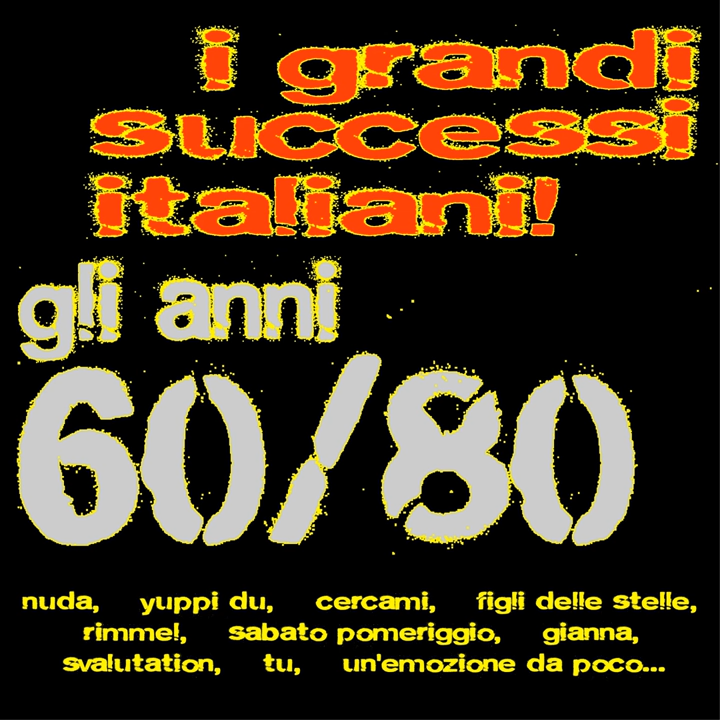 i grandi
successi
italiani!
gli anni
60/80
nuda, yuppi du, cercami, figli delle stelle,
rimmel, sabato pomeriggio, gianna,
svalutation, tu, un'emozione da poco...